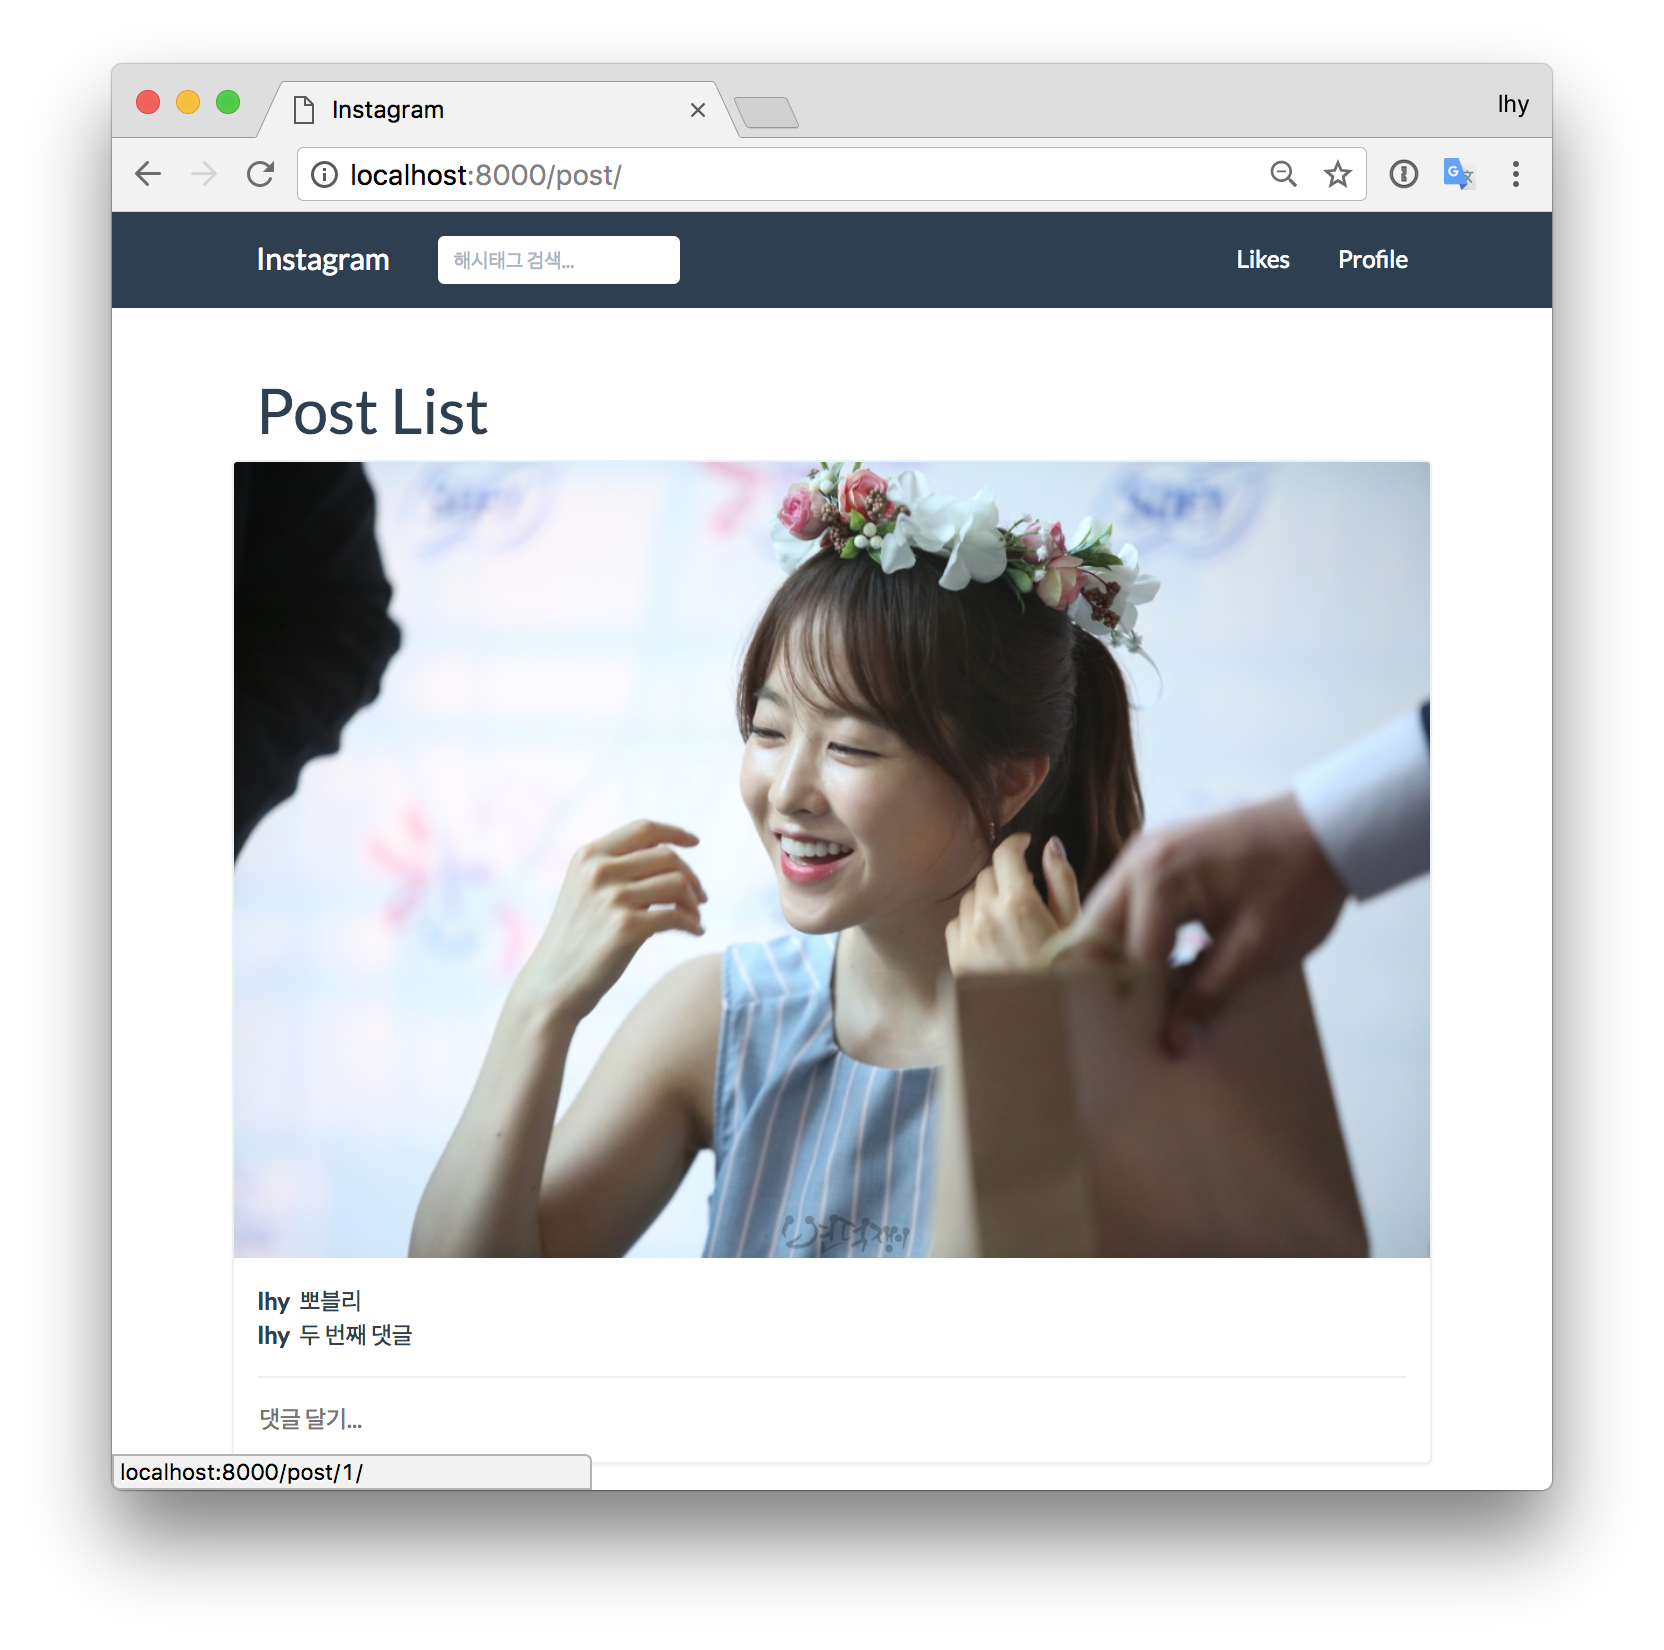 Instagram
lhy
localhost:8000/post/
Instagram
해시태그 검색...
Likes
Profile
Post List
lhy 뽀블리
lhy 두 번째 댓글
댓글 달기...
localhost:8000/post/1/